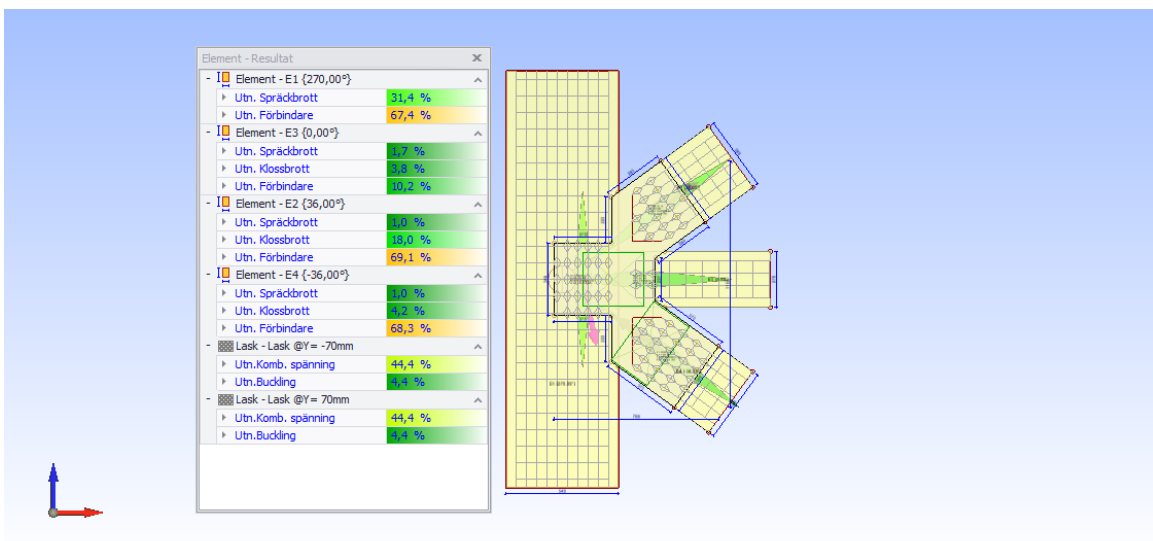 Element - Resultat
Element - E1 {270,00°}
Utn. Spräckbrott 31,4 %
Utn. Förbindare 67,4 %
Element - E3 {0,00°}
Utn. Spräckbrott 1,7 %
Utn. Klossbrott 3,8 %
Utn. Förbindare 10,2 %
Element - E2 {36,00°}
Utn. Spräckbrott 1,0 %
Utn. Klossbrott 18,0 %
Utn. Förbindare 69,1 %
Element - E4 {-36,00°}
Utn. Spräckbrott 1,0 %
Utn. Klossbrott 4,2 %
Utn. Förbindare 68,3 %
Lask - Lask @Y= -70mm
Utn.Komb. spänning 44,4 %
Utn.Buckling 4,4 %
Lask - Lask @Y= 70mm
Utn.Komb. spänning 44,4 %
Utn.Buckling 4,4 %